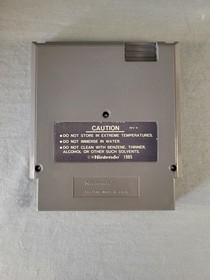 CAUTION
• DO NOT STORE IN EXTREME TEMPERATURES.
• DO NOT IMMERSE IN WATER.
• DO NOT CLEAN WITH BENZENE, THINNER,
ALCOHOL OR OTHER SUCH SOLVENTS.
©Nintendo 1985
Nintendo